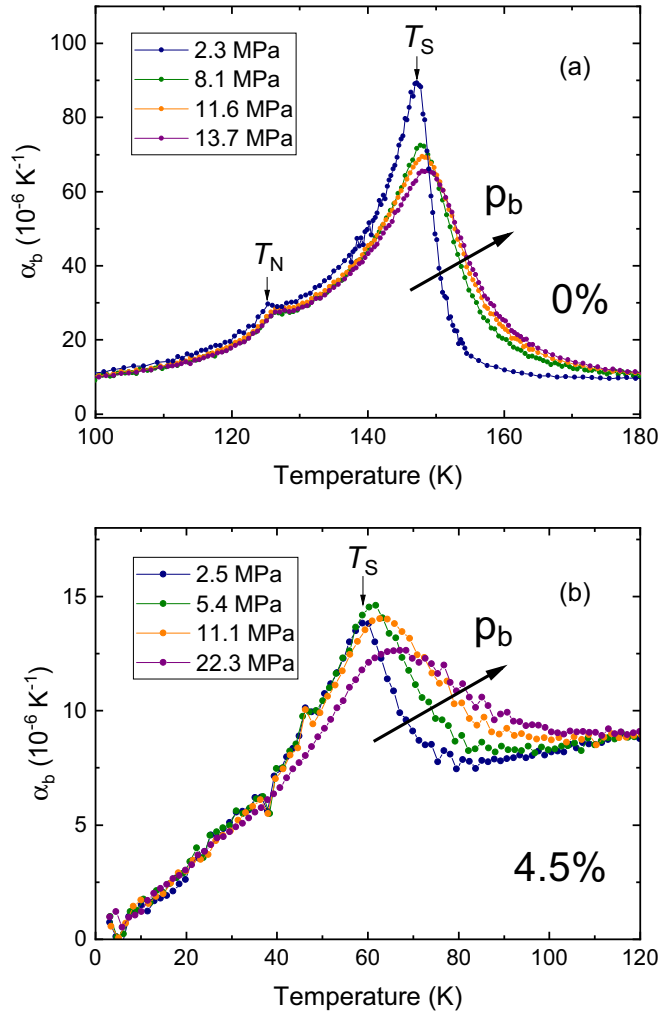 100
80
60
40
20
0
α_b (10⁻⁶ K⁻¹)
2.3 MPa
8.1 MPa
11.6 MPa
13.7 MPa
T_S
(a)
T_N
p_b
0%
100 120 140 160 180
Temperature (K)
15
10
5
0
α_b (10⁻⁶ K⁻¹)
2.5 MPa
5.4 MPa
11.1 MPa
22.3 MPa
T_S
(b)
p_b
4.5%
0 20 40 60 80 100 120
Temperature (K)